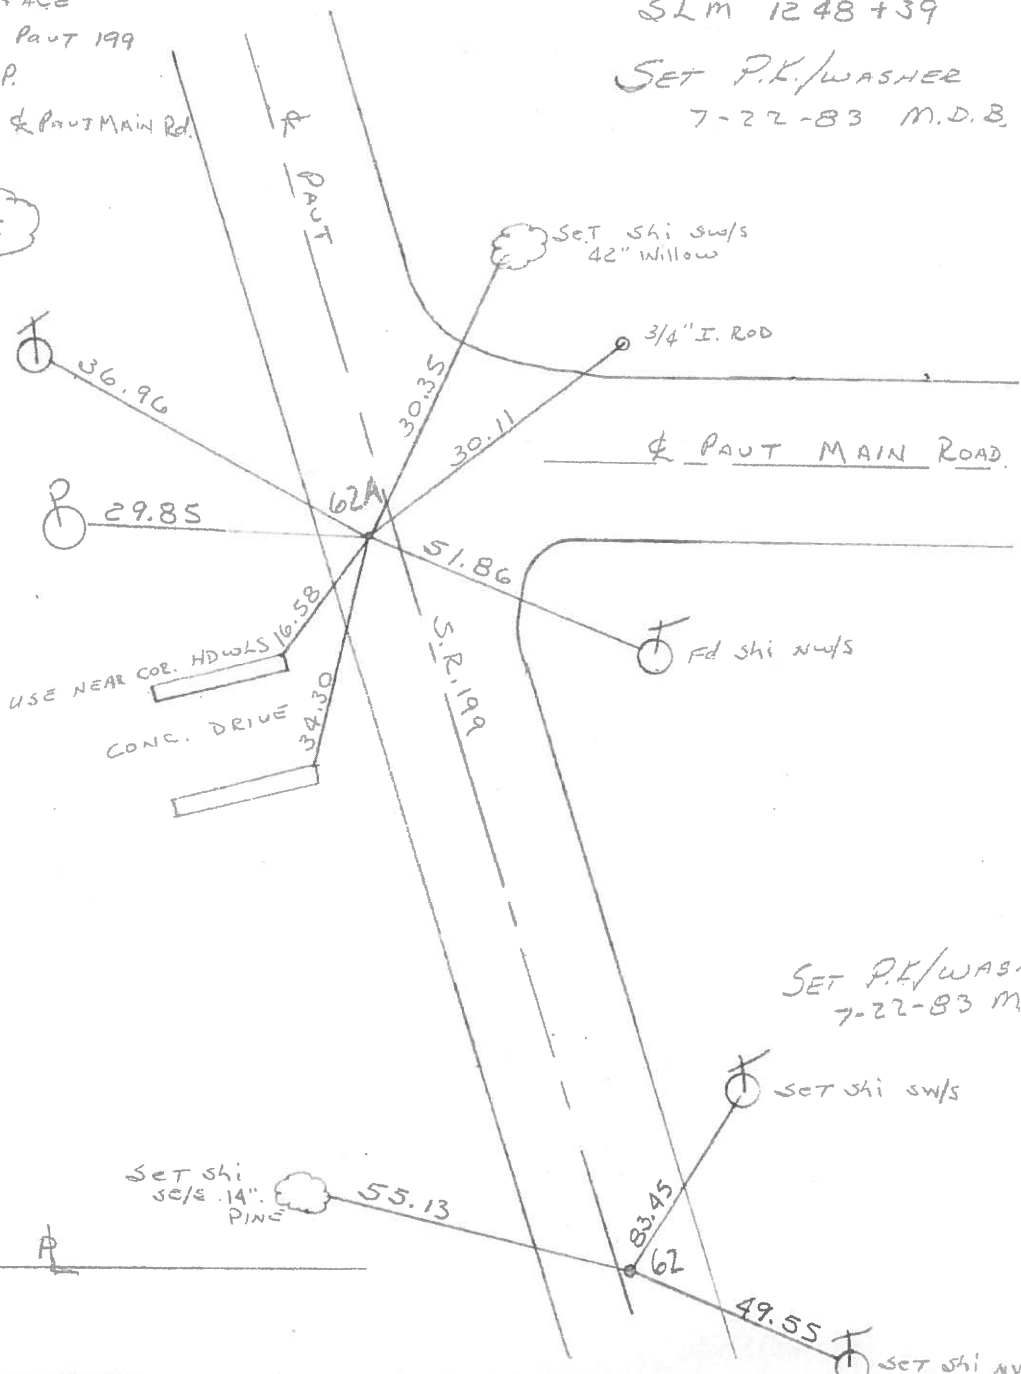 PAUT 199
P.
℄ PAUT MAIN Rd.
SLM 1248+39
SET P.K./WASHER
7-22-83 M.D.B.
PAUT
SET Shi SW/S
42" Willow
3/4" I. ROD
36.96
30.35
30.11
℄ PAUT MAIN ROAD
62A
29.85
51.86
16.58
USE NEAR COR. HDWLS
Fd Shi NW/S
S.R. 199
34.30
CONC. DRIVE
SET P.K./WAS
7-22-83 M
SET Shi SW/S
SET Shi
SE/S 14"
PINE
55.13
83.45
62
PL
49.55
SET Shi